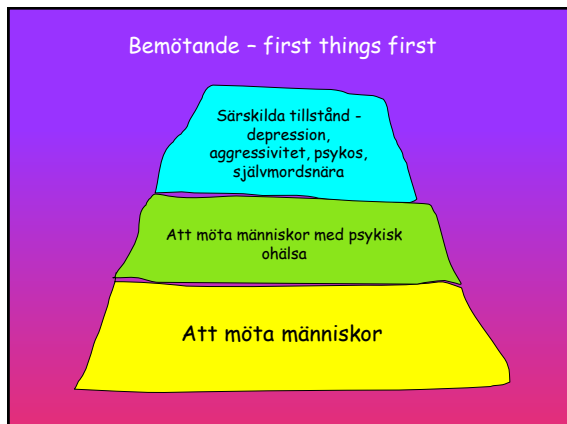 Bemötande – first things first
Särskilda tillstånd -
depression,
aggressivitet, psykos,
självmordsnära
Att möta människor med psykisk
ohälsa
Att möta människor